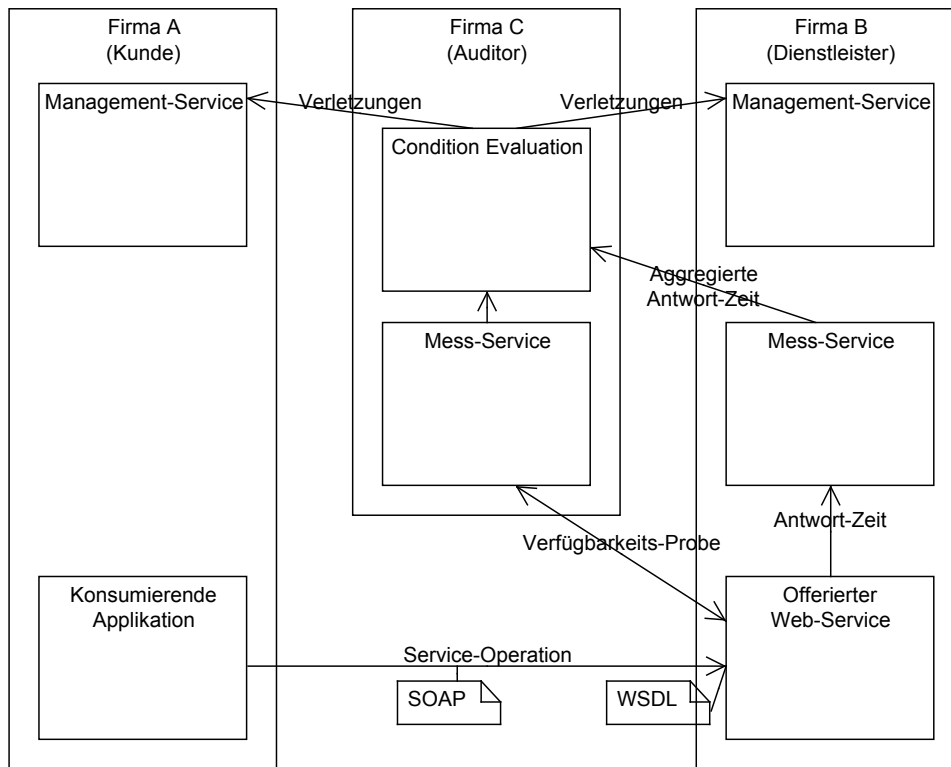 Firma A
(Kunde)
Firma C
(Auditor)
Firma B
(Dienstleister)
Management-Service
Verletzungen
Verletzungen
Management-Service
Condition Evaluation
Aggregierte
Antwort-Zeit
Mess-Service
Mess-Service
Antwort-Zeit
Verfügbarkeits-Probe
Konsumierende
Applikation
Offerierter
Web-Service
Service-Operation
SOAP
WSDL